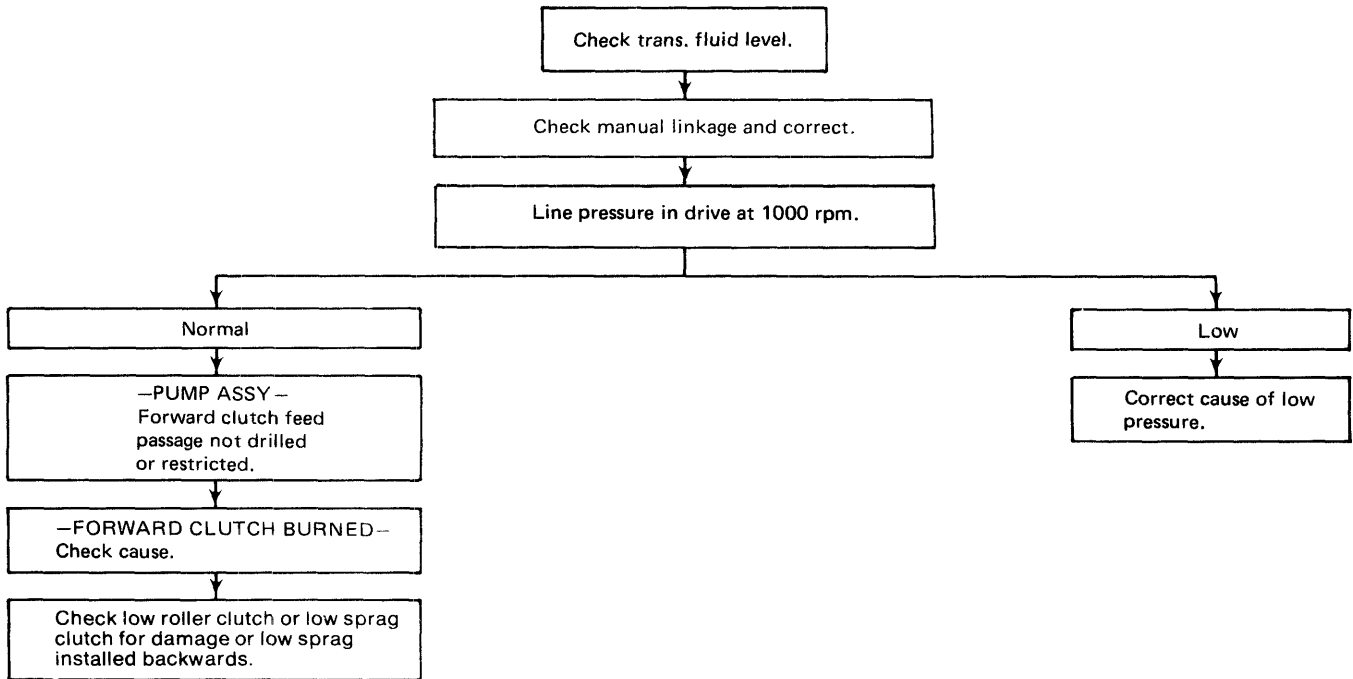 Check trans. fluid level.
Check manual linkage and correct.
Line pressure in drive at 1000 rpm.
Normal
Low
—PUMP ASSY—
Forward clutch feed
passage not drilled
or restricted.
Correct cause of low
pressure.
—FORWARD CLUTCH BURNED—
Check cause.
Check low roller clutch or low sprag
clutch for damage or low sprag
installed backwards.